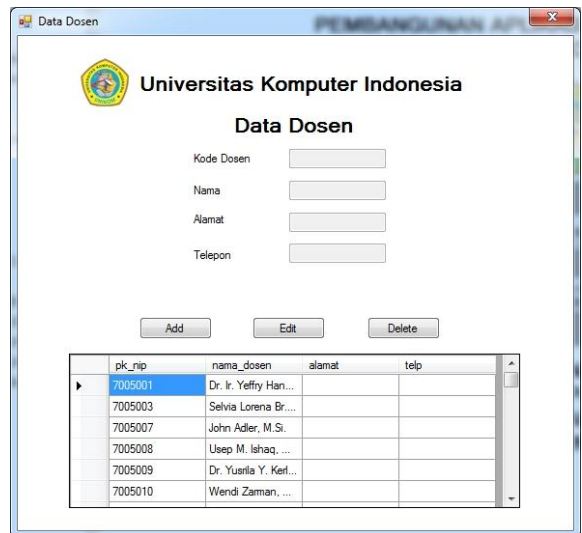 Data Dosen
PEMBANGUNAN
Universitas Komputer Indonesia
Data Dosen
Kode Dosen
Nama
Alamat
Telepon
Add Edit Delete
pk_nip nama_dosen alamat telp
7005001 Dr. Ir. Yeffry Han...
7005003 Selvia Lorena Br....
7005007 John Adler, M.Si.
7005008 Usep M. Ishaq, ...
7005009 Dr. Yusrila Y. Kerl...
7005010 Wendi Zarman, ...